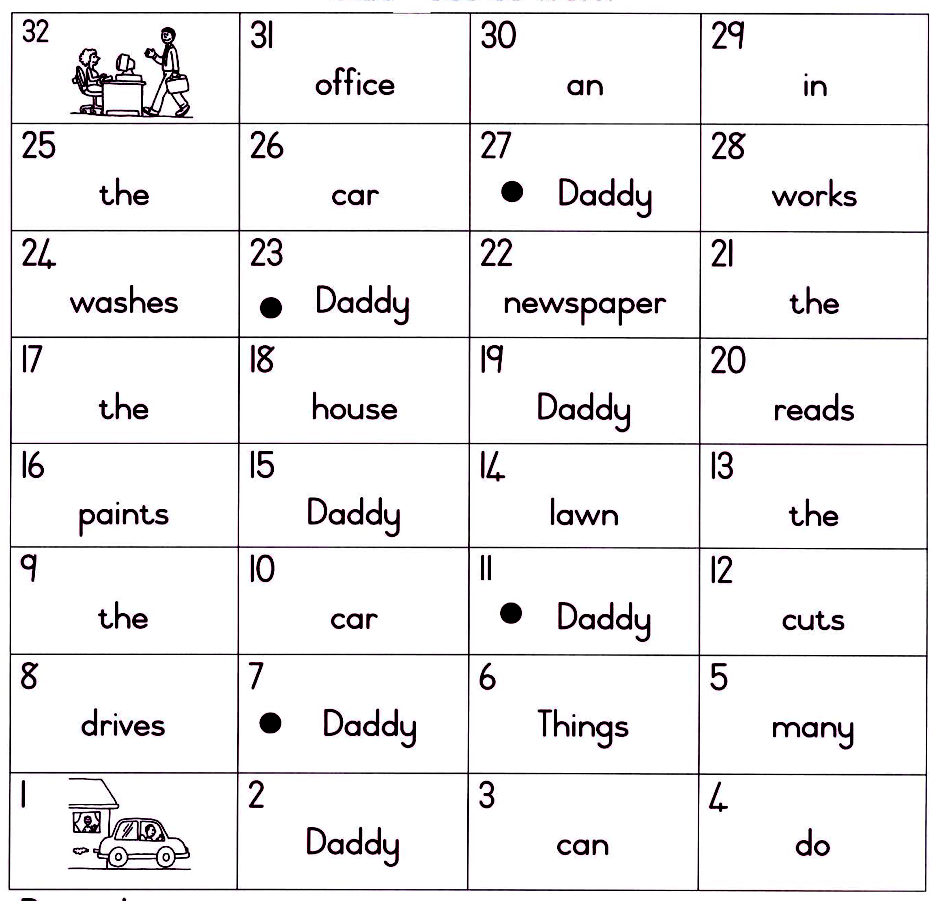 32
31 office
30 an
29 in
25 the
26 car
27 ● Daddy
28 works
24 washes
23 ● Daddy
22 newspaper
21 the
17 the
18 house
19 Daddy
20 reads
16 paints
15 Daddy
14 lawn
13 the
9 the
10 car
11 ● Daddy
12 cuts
8 drives
7 ● Daddy
6 Things
5 many
1
2 Daddy
3 can
4 do